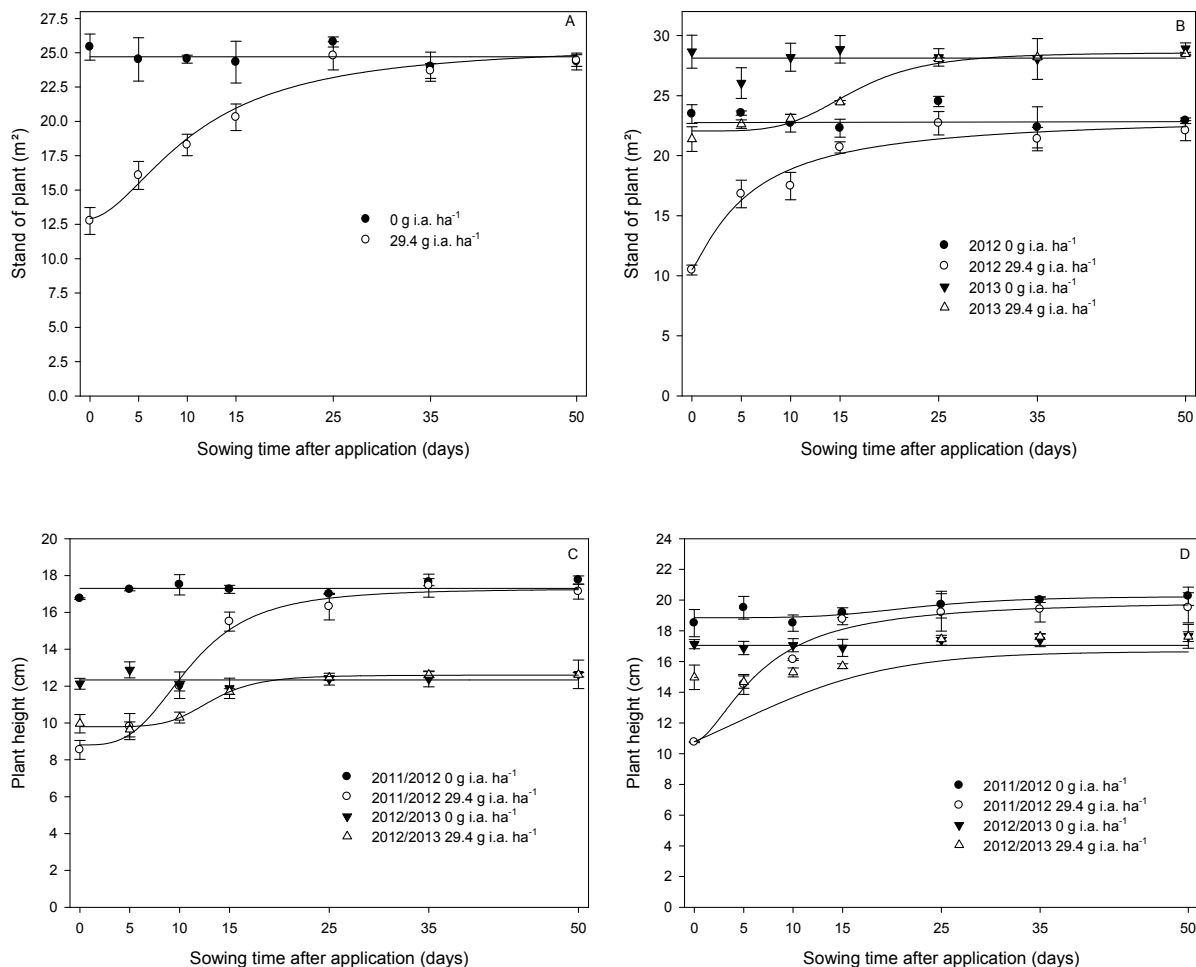 A
27.5
25.0
22.5
20.0
17.5
15.0
12.5
10.0
7.5
5.0
2.5
0.0
Stand of plant (m²)
0 g i.a. ha⁻¹
29.4 g i.a. ha⁻¹
0 5 10 15 25 35 50
Sowing time after application (days)
B
30
25
20
15
10
5
0
Stand of plant (m²)
2012 0 g i.a. ha⁻¹
2012 29.4 g i.a. ha⁻¹
2013 0 g i.a. ha⁻¹
2013 29.4 g i.a. ha⁻¹
0 5 10 15 25 35 50
Sowing time after application (days)
C
20
18
16
14
12
10
8
6
4
2
0
Plant height (cm)
2011/2012 0 g i.a. ha⁻¹
2011/2012 29.4 g i.a. ha⁻¹
2012/2013 0 g i.a. ha⁻¹
2012/2013 29.4 g i.a. ha⁻¹
0 5 10 15 25 35 50
Sowing time after application (days)
D
24
22
20
18
16
14
12
10
8
6
4
2
0
Plant height (cm)
2011/2012 0 g i.a. ha⁻¹
2011/2012 29.4 g i.a. ha⁻¹
2012/2013 0 g i.a. ha⁻¹
2012/2013 29.4 g i.a. ha⁻¹
0 5 10 15 25 35 50
Sowing time after application (days)